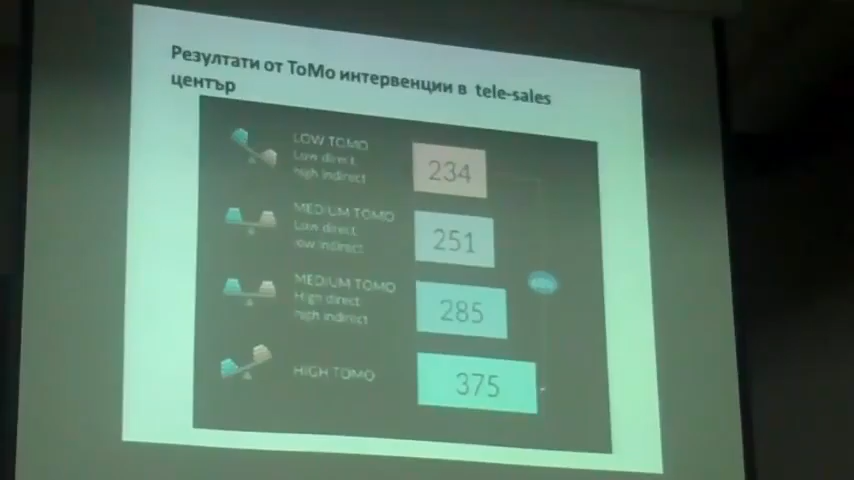 Резултати от ToMo интервенции в tele-sales
център
LOW TOMO
Low direct
high indirect
234
MEDIUM TOMO
Low direct
low indirect
251
MEDIUM TOMO
High direct
high indirect
285
HIGH TOMO
375